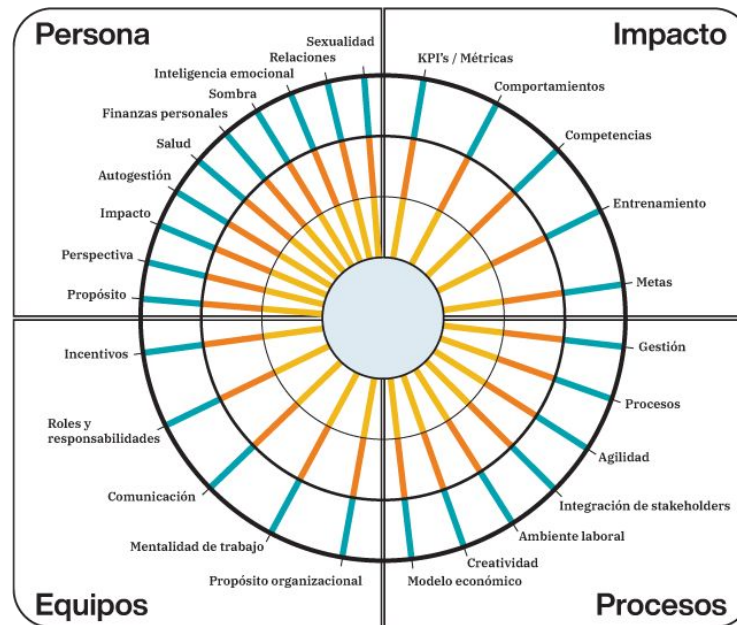 Persona
Sexualidad
Relaciones
Inteligencia emocional
Sombra
Finanzas personales
Salud
Autogestión
Impacto
Perspectiva
Propósito
Impacto
KPI's / Métricas
Comportamientos
Competencias
Entrenamiento
Metas
Incentivos
Roles y
responsabilidades
Comunicación
Mentalidad de trabajo
Propósito organizacional
Equipos
Gestión
Procesos
Agilidad
Integración de stakeholders
Ambiente laboral
Creatividad
Modelo económico
Procesos